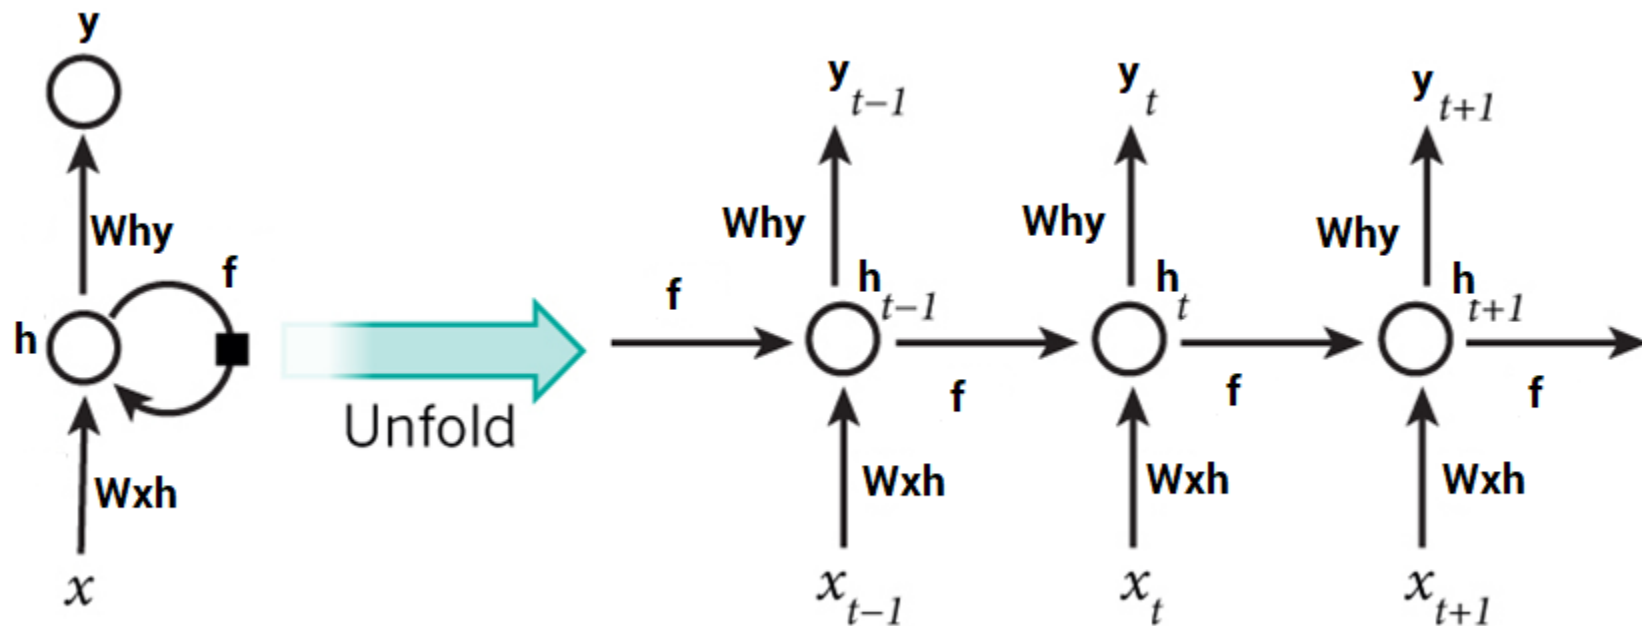 y
Why
f
h
Wxh
x
Unfold
f
y t-1
Why
h t-1
f
Wxh
x t-1
y t
Why
h t
f
Wxh
x t
y t+1
Why
h t+1
f
Wxh
x t+1